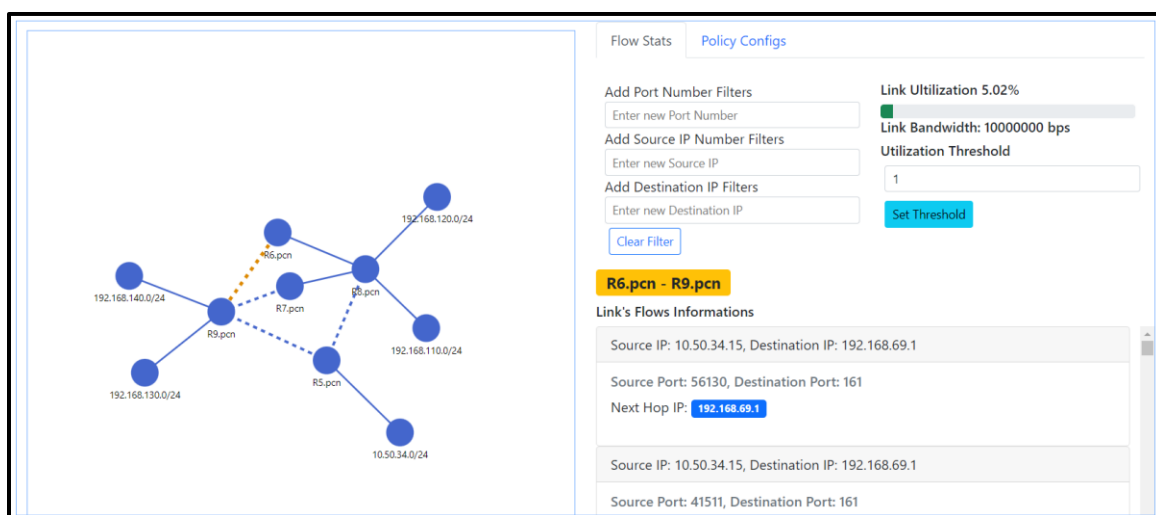 Flow Stats
Policy Configs
Add Port Number Filters
Enter new Port Number
Add Source IP Number Filters
Enter new Source IP
Add Destination IP Filters
Enter new Destination IP
Clear Filter
Link Ultilization 5.02%
Link Bandwidth: 10000000 bps
Utilization Threshold
1
Set Threshold
192.168.120.0/24
R6.pcn
R8.pcn
192.168.140.0/24
R7.pcn
R9.pcn
192.168.110.0/24
R5.pcn
192.168.130.0/24
10.50.34.0/24
R6.pcn - R9.pcn
Link's Flows Informations
Source IP: 10.50.34.15, Destination IP: 192.168.69.1
Source Port: 56130, Destination Port: 161
Next Hop IP: 192.168.69.1
Source IP: 10.50.34.15, Destination IP: 192.168.69.1
Source Port: 41511, Destination Port: 161